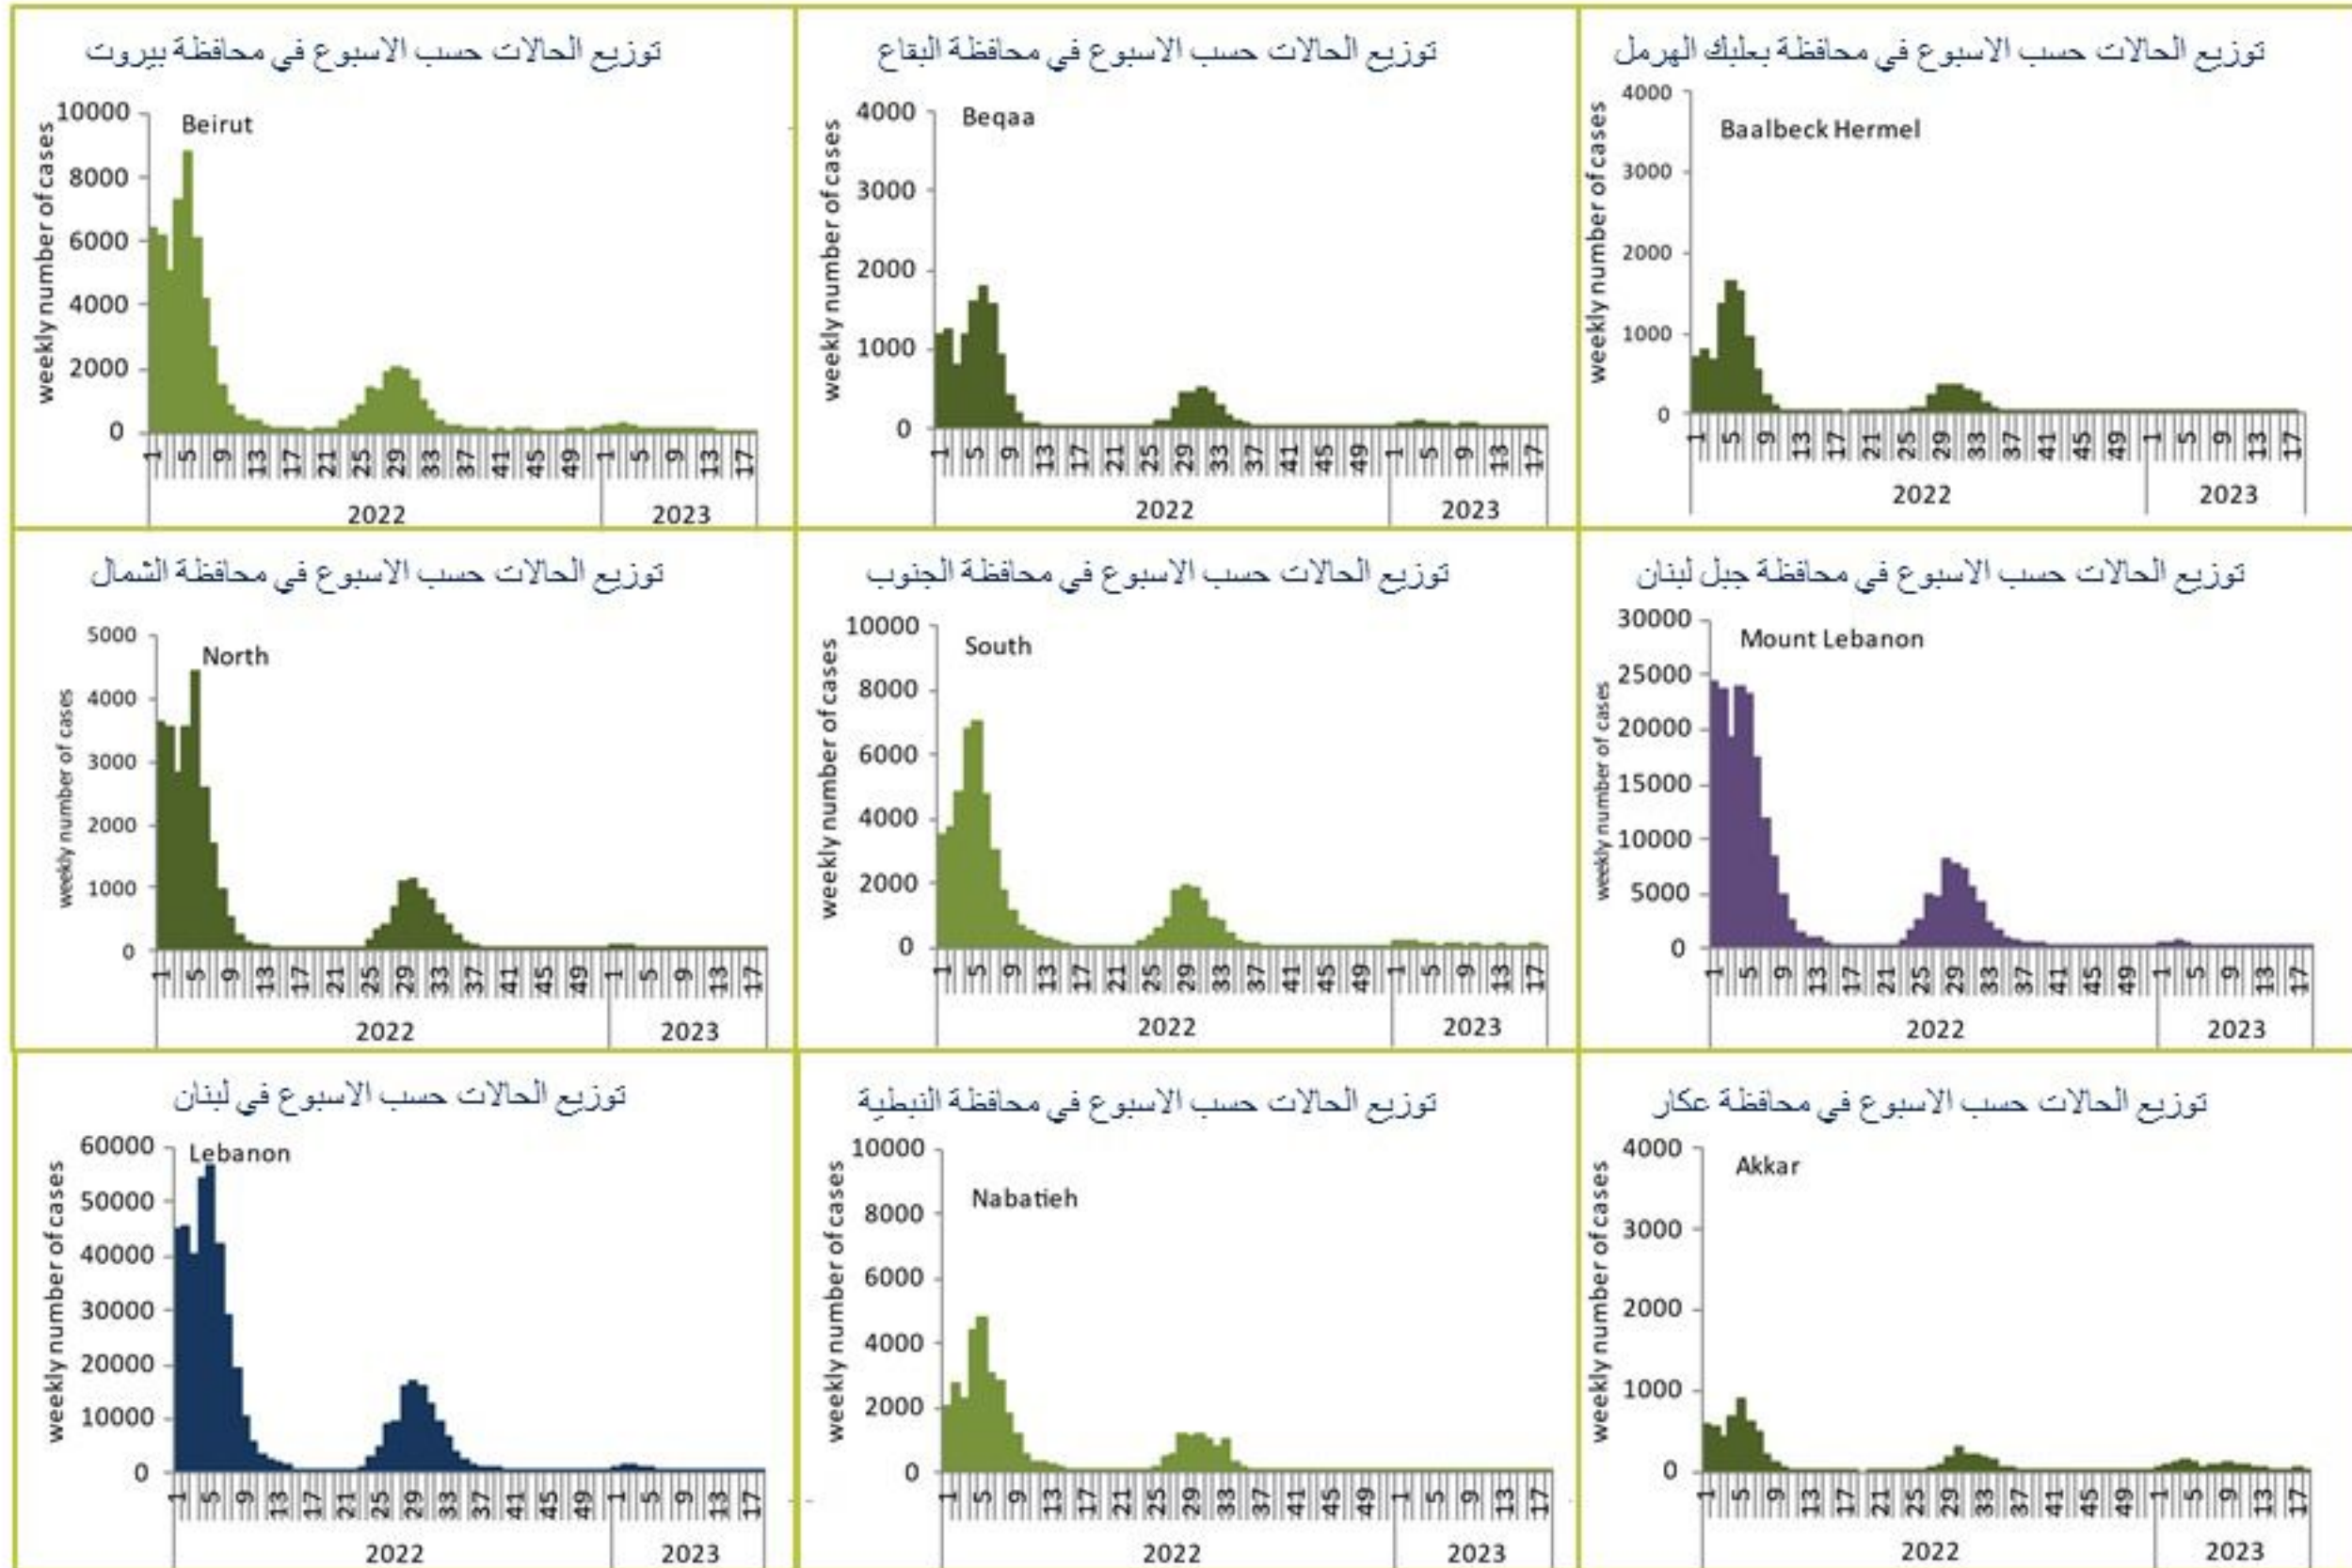 توزيع الحالات حسب الاسبوع في محافظة بيروت
Beirut
weekly number of cases
10000
8000
6000
4000
2000
0
1 5 9 13 17 21 25 29 33 37 41 45 49 1 5 9 13 17
2022 2023
توزيع الحالات حسب الاسبوع في محافظة البقاع
Beqaa
weekly number of cases
4000
3000
2000
1000
0
1 5 9 13 17 21 25 29 33 37 41 45 49 1 5 9 13 17
2022 2023
توزيع الحالات حسب الاسبوع في محافظة بعلبك الهرمل
Baalbeck Hermel
weekly number of cases
4000
3000
2000
1000
0
1 5 9 13 17 21 25 29 33 37 41 45 49 1 5 9 13 17
2022 2023
توزيع الحالات حسب الاسبوع في محافظة الشمال
North
weekly number of cases
5000
4000
3000
2000
1000
0
1 5 9 13 17 21 25 29 33 37 41 45 49 1 5 9 13 17
2022 2023
توزيع الحالات حسب الاسبوع في محافظة الجنوب
South
weekly number of cases
10000
8000
6000
4000
2000
0
1 5 9 13 17 21 25 29 33 37 41 45 49 1 5 9 13 17
2022 2023
توزيع الحالات حسب الاسبوع في محافظة جبل لبنان
Mount Lebanon
weekly number of cases
30000
25000
20000
15000
10000
5000
0
1 5 9 13 17 21 25 29 33 37 41 45 49 1 5 9 13 17
2022 2023
توزيع الحالات حسب الاسبوع في لبنان
Lebanon
weekly number of cases
60000
50000
40000
30000
20000
10000
0
1 5 9 13 17 21 25 29 33 37 41 45 49 1 5 9 13 17
2022 2023
توزيع الحالات حسب الاسبوع في محافظة النبطية
Nabatieh
weekly number of cases
10000
8000
6000
4000
2000
0
1 5 9 13 17 21 25 29 33 37 41 45 49 1 5 9 13 17
2022 2023
توزيع الحالات حسب الاسبوع في محافظة عكار
Akkar
weekly number of cases
4000
3000
2000
1000
0
1 5 9 13 17 21 25 29 33 37 41 45 49 1 5 9 13 17
2022 2023